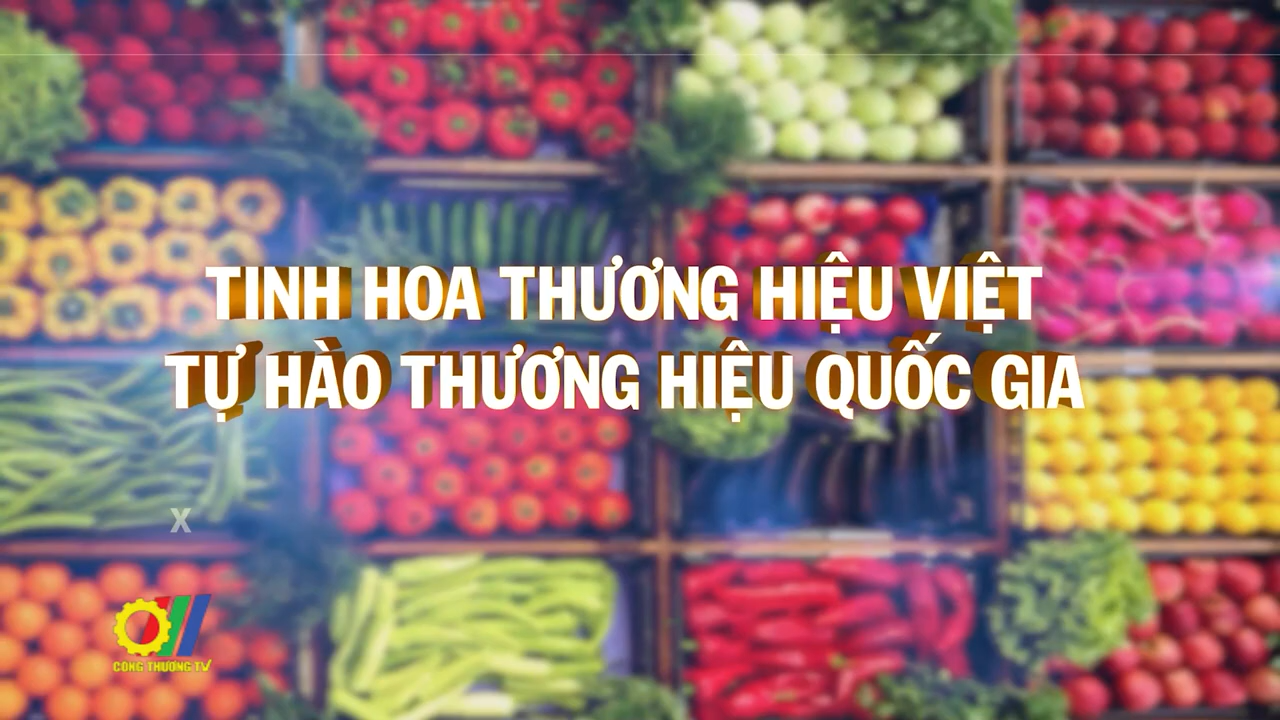 TINH HOA THƯƠNG HIỆU VIỆT
TỰ HÀO THƯƠNG HIỆU QUỐC GIA
X
CÔNG THƯƠNG TV